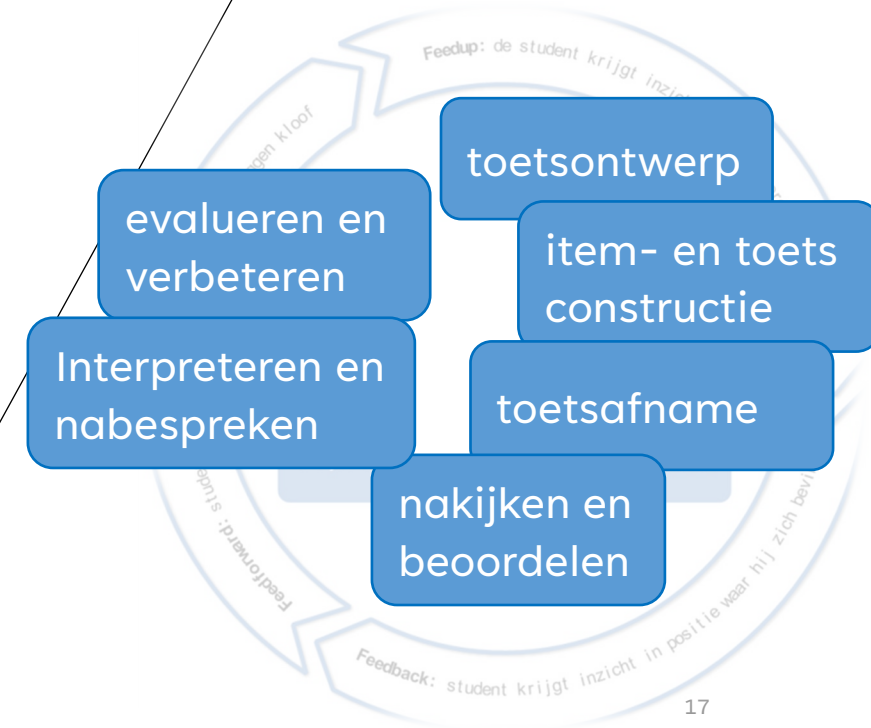 Feedup: de student krijgt
kloof
toetsontwerp
evalueren en
verbeteren
item- en toets
constructie
Interpreteren en
nabespreken
toetsafname
nakijken en
beoordelen
Feedforward:
Feedback: student krijgt inzicht in positie waar hij zich
17